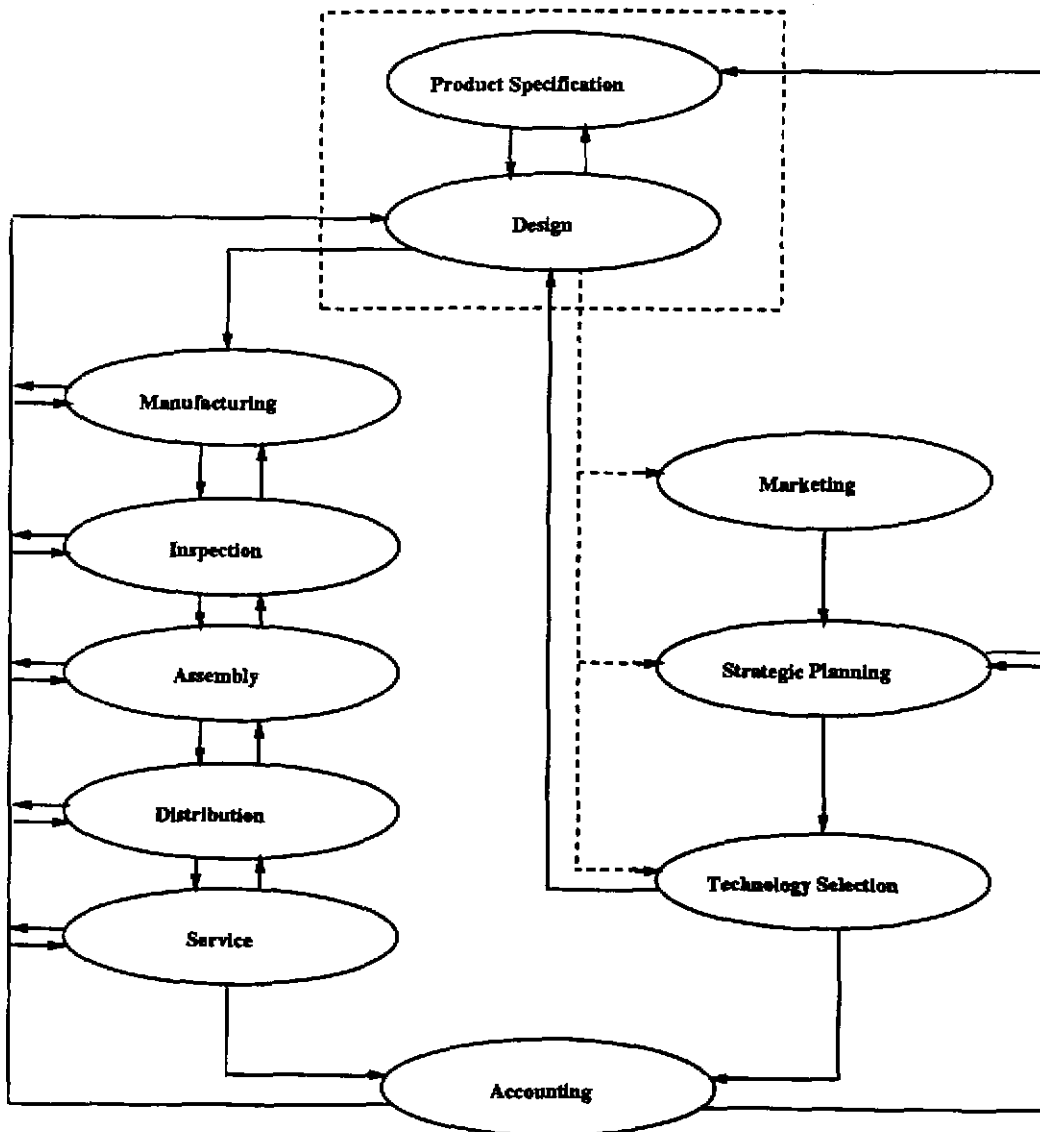 Product Specification
Design
Manufacturing
Marketing
Inspection
Assembly
Strategic Planning
Distribution
Technology Selection
Service
Accounting